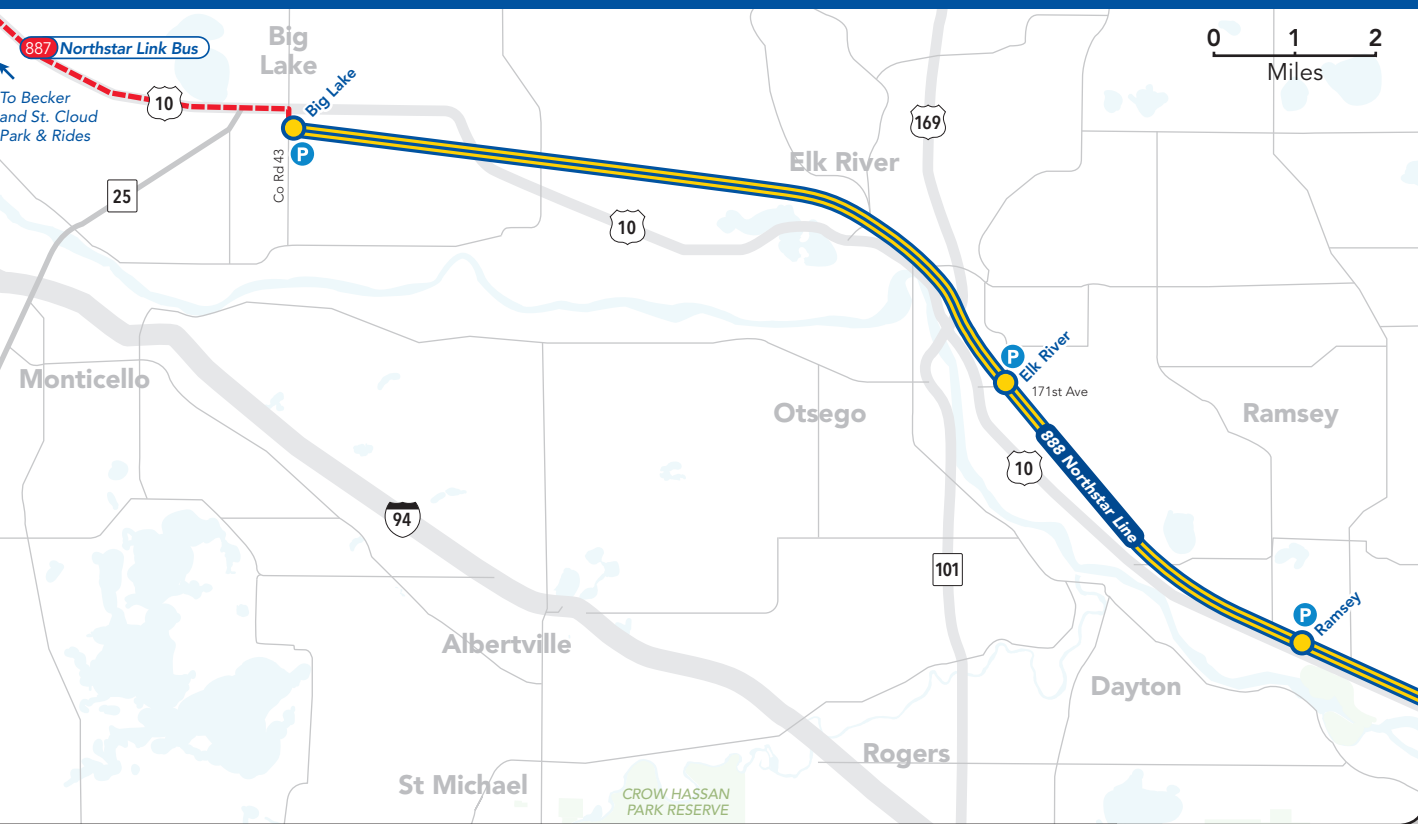 887 Northstar Link Bus
To Becker
and St. Cloud
Park & Rides
10
Big
Lake
Big Lake
P
Co Rd 43
25
0 1 2
Miles
169
Elk River
10
Monticello
P
Elk River
171st Ave
Otsego
Ramsey
888 Northstar Line
10
94
101
P
Ramsey
Albertville
Dayton
Rogers
St Michael
CROW HASSAN
PARK RESERVE